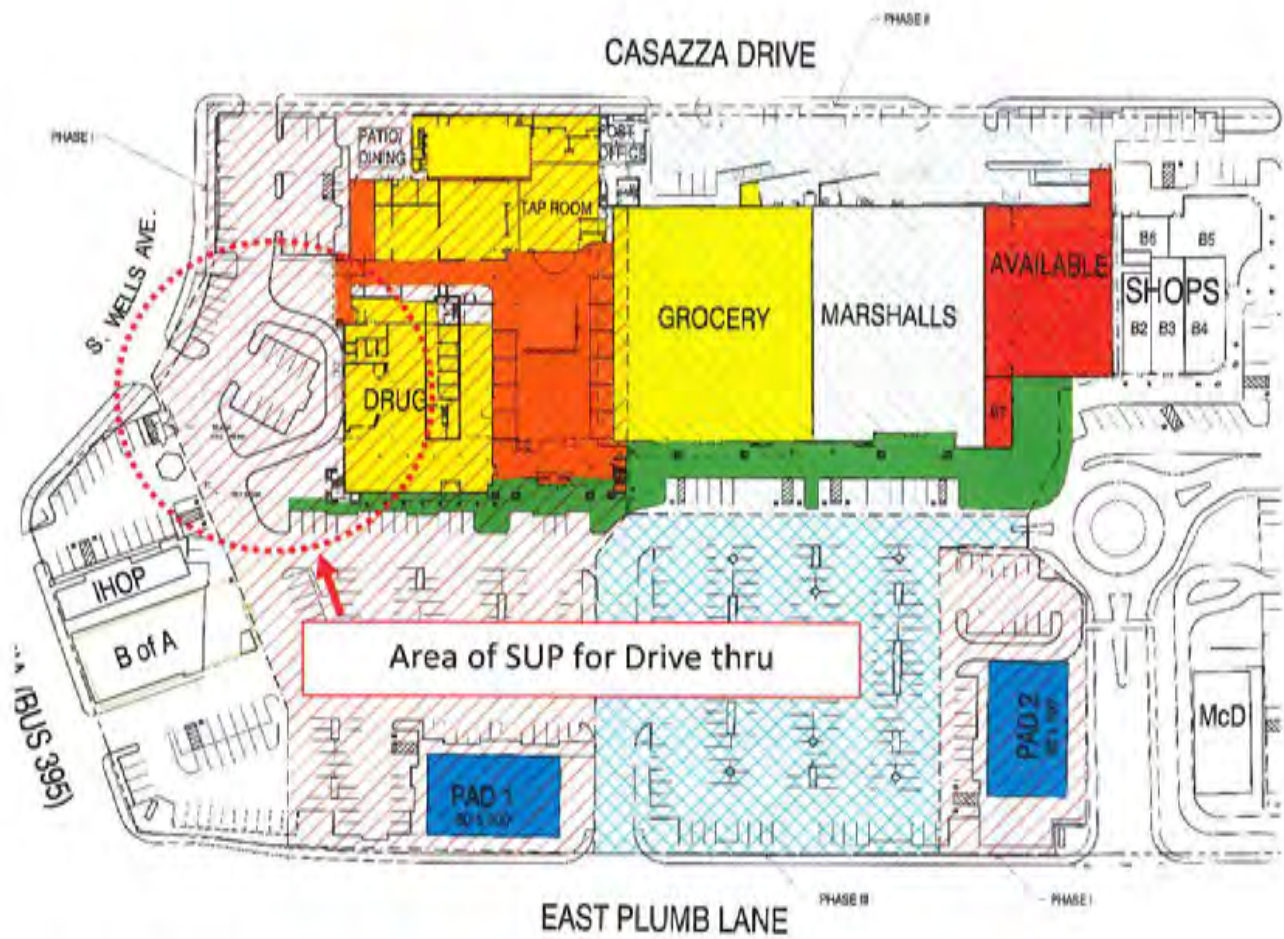 PHASE II
CASAZZA DRIVE
PHASE I
PATIO/
DINING
POST
OFFICE
TAP ROOM
S. WELLS AVE.
AVAILABLE
B6
B5
GROCERY
MARSHALLS
SHOPS
B2
B3
B4
DRUG
B7
IHOP
B of A
Area of SUP for Drive thru
(BUS 395)
PAD 1
PAD 2
McD
PHASE III
PHASE I
EAST PLUMB LANE